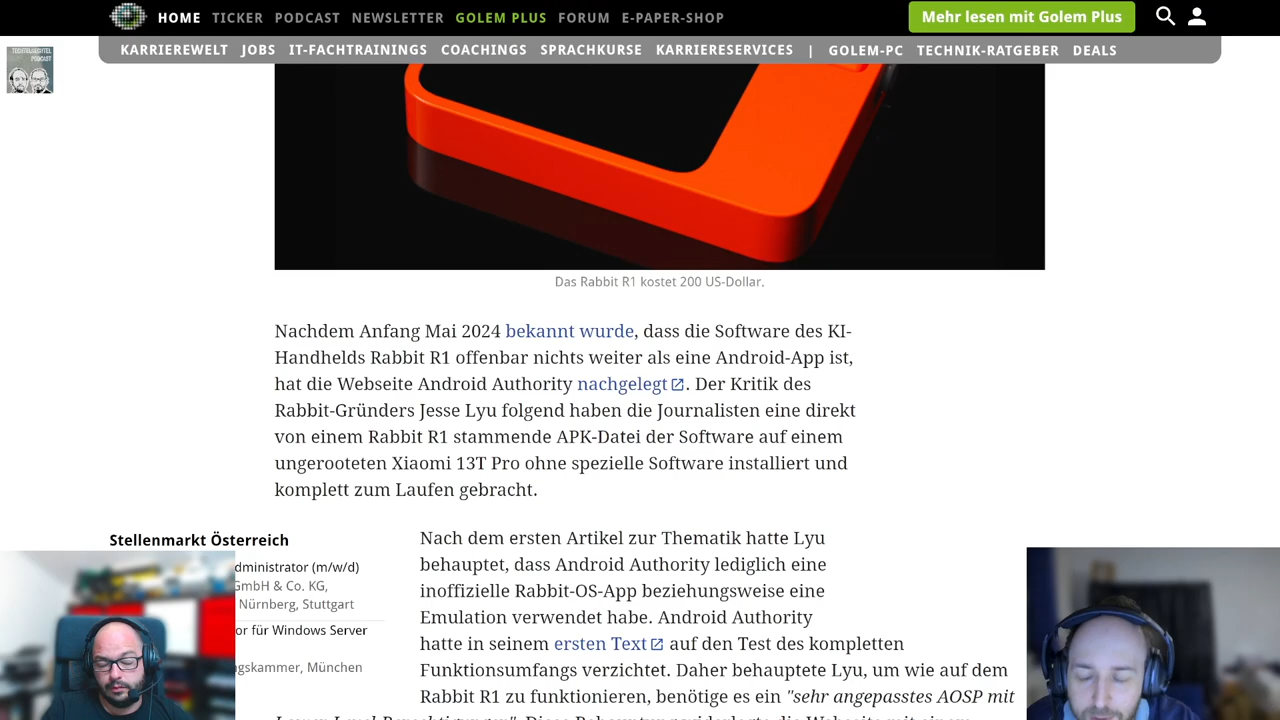 HOME TICKER PODCAST NEWSLETTER GOLEM PLUS FORUM E-PAPER-SHOP Mehr lesen mit Golem Plus
KARRIEREWELT JOBS IT-FACHTRAININGS COACHINGS SPRACHKURSE KARRIERESERVICES | GOLEM-PC TECHNIK-RATGEBER DEALS
PODCAST
Das Rabbit R1 kostet 200 US-Dollar.
Nachdem Anfang Mai 2024 bekannt wurde, dass die Software des KI-
Handhelds Rabbit R1 offenbar nichts weiter als eine Android-App ist,
hat die Webseite Android Authority nachgelegt. Der Kritik des
Rabbit-Gründers Jesse Lyu folgend haben die Journalisten eine direkt
von einem Rabbit R1 stammende APK-Datei der Software auf einem
ungerooteten Xiaomi 13T Pro ohne spezielle Software installiert und
komplett zum Laufen gebracht.
Stellenmarkt Österreich
dministrator (m/w/d)
GmbH & Co. KG,
Nürnberg, Stuttgart
or für Windows Server
gskammer, München
Nach dem ersten Artikel zur Thematik hatte Lyu
behauptet, dass Android Authority lediglich eine
inoffizielle Rabbit-OS-App beziehungsweise eine
Emulation verwendet habe. Android Authority
hatte in seinem ersten Text auf den Test des kompletten
Funktionsumfangs verzichtet. Daher behauptete Lyu, um wie auf dem
Rabbit R1 zu funktionieren, benötige es ein "sehr angepasstes AOSP mit